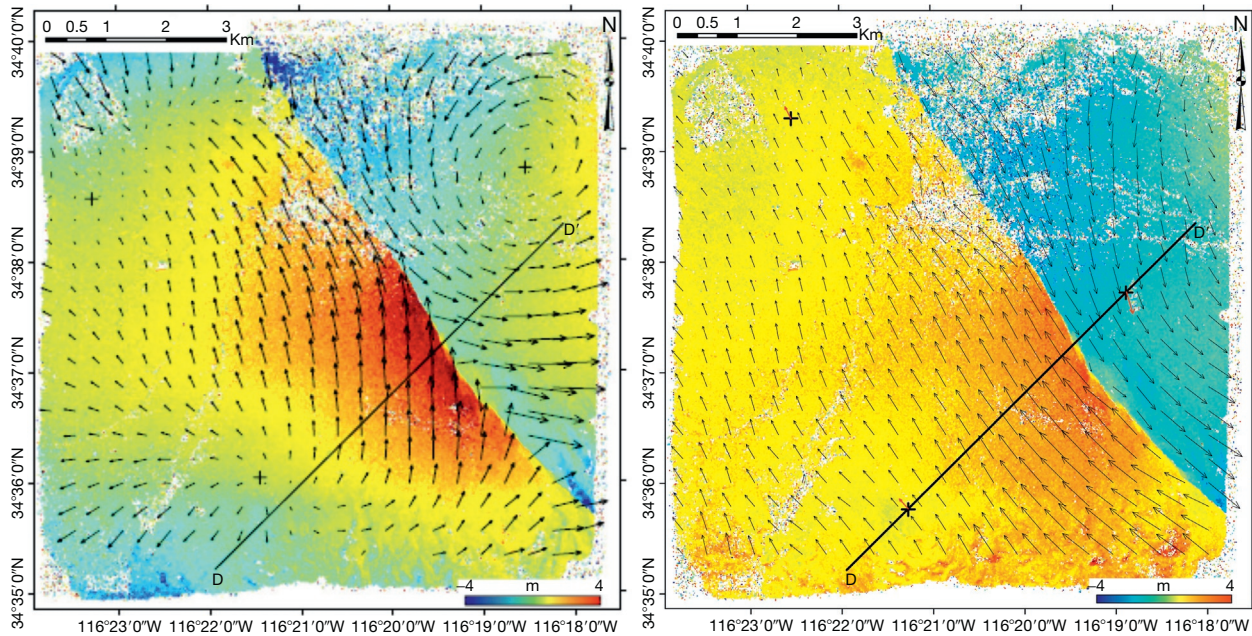 0 0.5 1 2 3
Km
N
34°40′0″N
34°39′0″N
34°38′0″N
34°37′0″N
34°36′0″N
34°35′0″N
D′
D
–4 m 4
116°23′0″W 116°22′0″W 116°21′0″W 116°20′0″W 116°19′0″W 116°18′0″W
0 0.5 1 2 3
Km
N
34°40′0″N
34°39′0″N
34°38′0″N
34°37′0″N
34°36′0″N
34°35′0″N
D′
D
–4 m 4
116°23′0″W 116°22′0″W 116°21′0″W 116°20′0″W 116°19′0″W 116°18′0″W